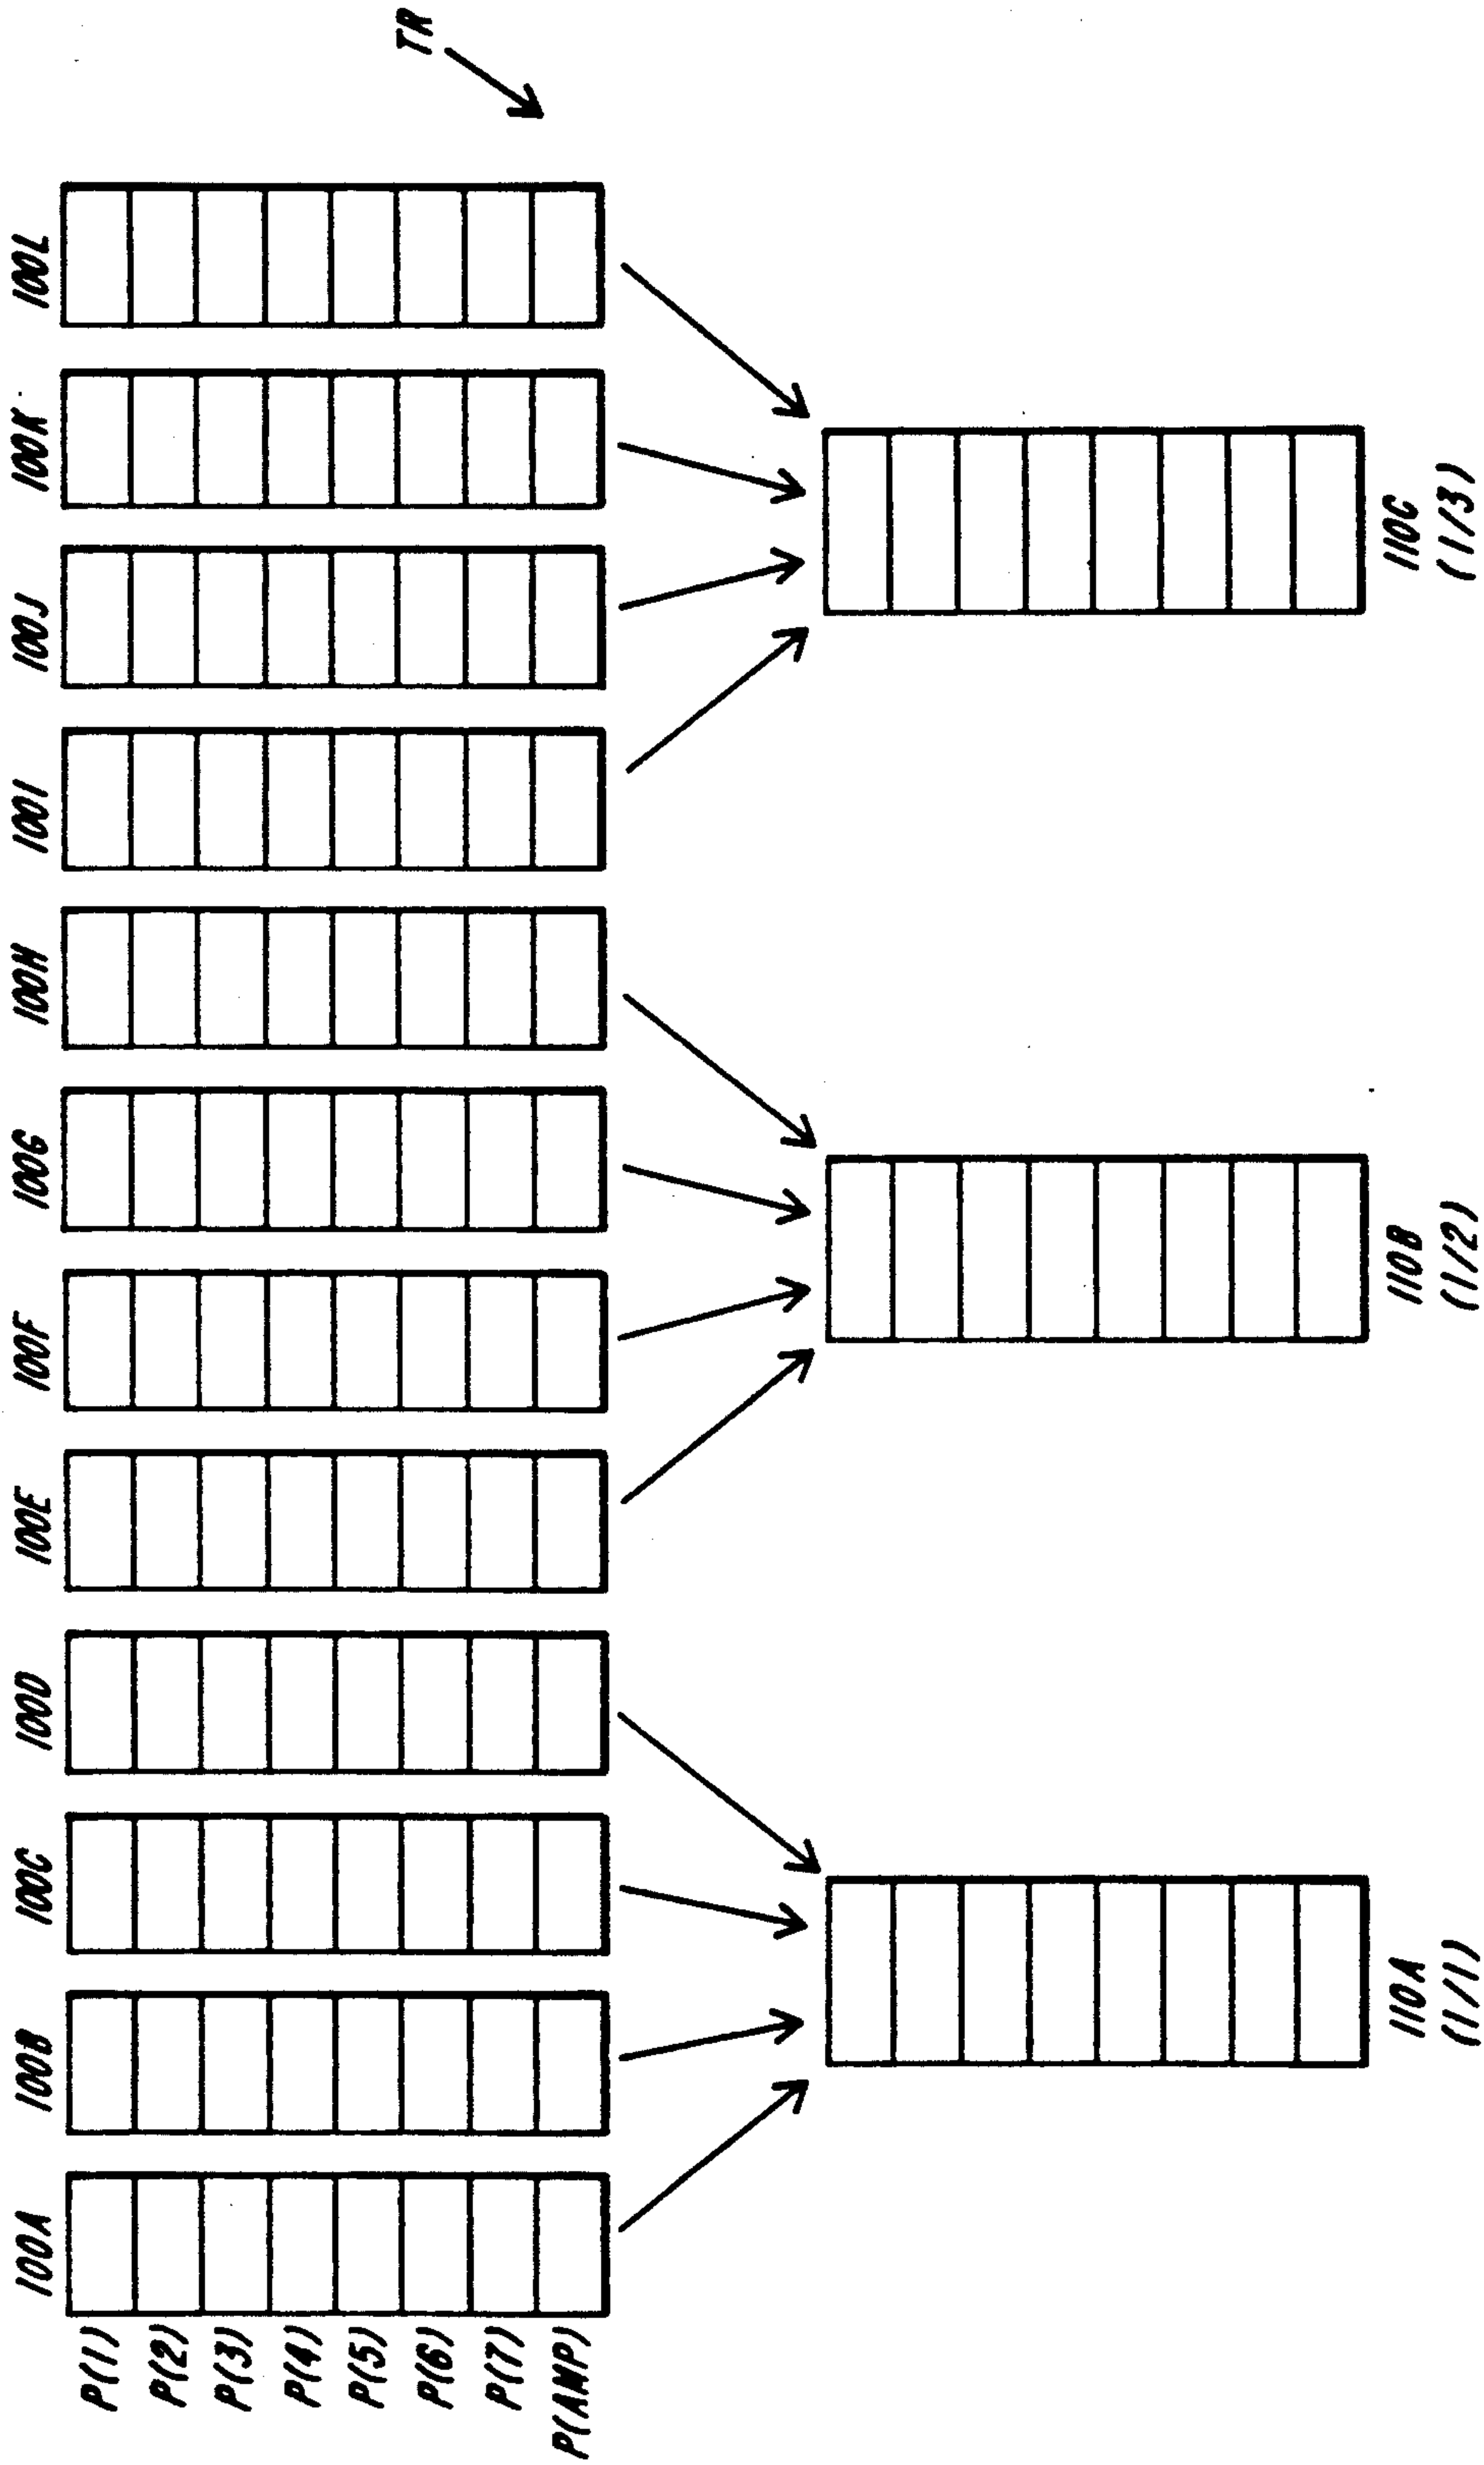 100A 100B 100C 100D 100E 100F 100G 100H 100I 100J 100K 100L
P(1)
P(2)
P(3)
P(4)
P(5)
P(6)
P(7)
P(AMP)
TR
110A 110B 110C
(1/1) (1/2) (1/3)